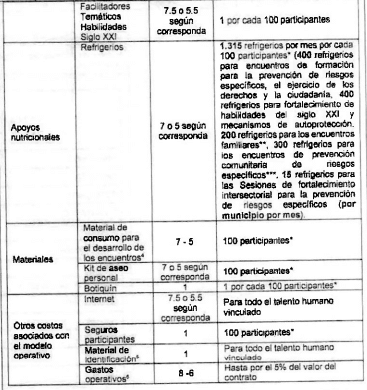 Facilitadores
Temáticos
Habilidades
Siglo XXI
7.5 o 5.5
según
corresponda
1 por cada 100 participantes
Apoyos
nutricionales
Refrigerios
7 o 5 según
corresponda
1.315 refrigerios por mes por cada
100 participantes* (400 refrigerios
para encuentros de formación
para la prevención de riesgos
específicos, el ejercicio de los
derechos y la ciudadanía, 400
refrigerios para fortalecimiento de
habilidades del siglo XXI y
mecanismos de autoprotección.
200 refrigerios para los encuentros
familiares**, 300 refrigerios para
los encuentros de prevención
comunitaria de riesgos
específicos***, 15 refrigerios para
las Sesiones de fortalecimiento
intersectorial para la prevención
de riesgos específicos (por
municipio por mes).
Materiales
Material de
consumo para
el desarrollo de
los encuentros⁴
7 - 5
100 participantes*
Kit de aseo
personal
7 o 5 según
corresponda
100 participantes*
Botiquín
1
1 por cada 100 participantes*
Otros costos
asociados con
el modelo
operativo
Internet
7.5 o 5.5
según
corresponda
Para todo el talento humano
vinculado
Seguros
participantes
1
100 participantes*
Material de
identificación⁵
1
Para todo el talento humano
vinculado
Gastos
operativos⁶
8 -6
Hasta por el 5% del valor del
contrato